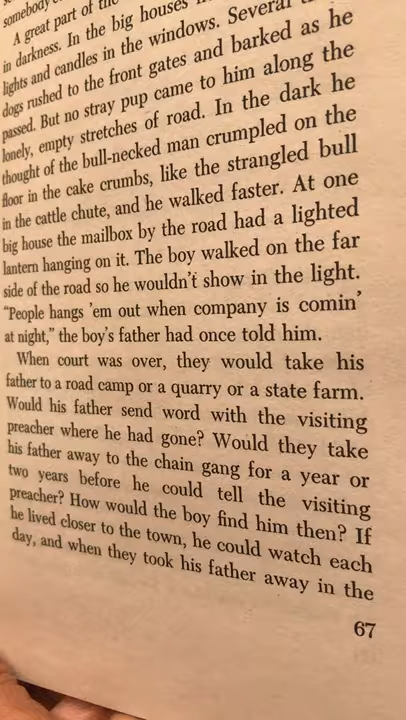 somebody
A great part of the
in darkness. In the big houses
lights and candles in the windows. Several
dogs rushed to the front gates and barked as he
passed. But no stray pup came to him along the
lonely, empty stretches of road. In the dark he
thought of the bull-necked man crumpled on the
floor in the cake crumbs, like the strangled bull
in the cattle chute, and he walked faster. At one
big house the mailbox by the road had a lighted
lantern hanging on it. The boy walked on the far
side of the road so he wouldn't show in the light.
"People hangs 'em out when company is comin'
at night," the boy's father had once told him.
When court was over, they would take his
father to a road camp or a quarry or a state farm.
Would his father send word with the visiting
preacher where he had gone? Would they take
his father away to the chain gang for a year or
two years before he could tell the visiting
preacher? How would the boy find him then? If
he lived closer to the town, he could watch each
day, and when they took his father away in the
67